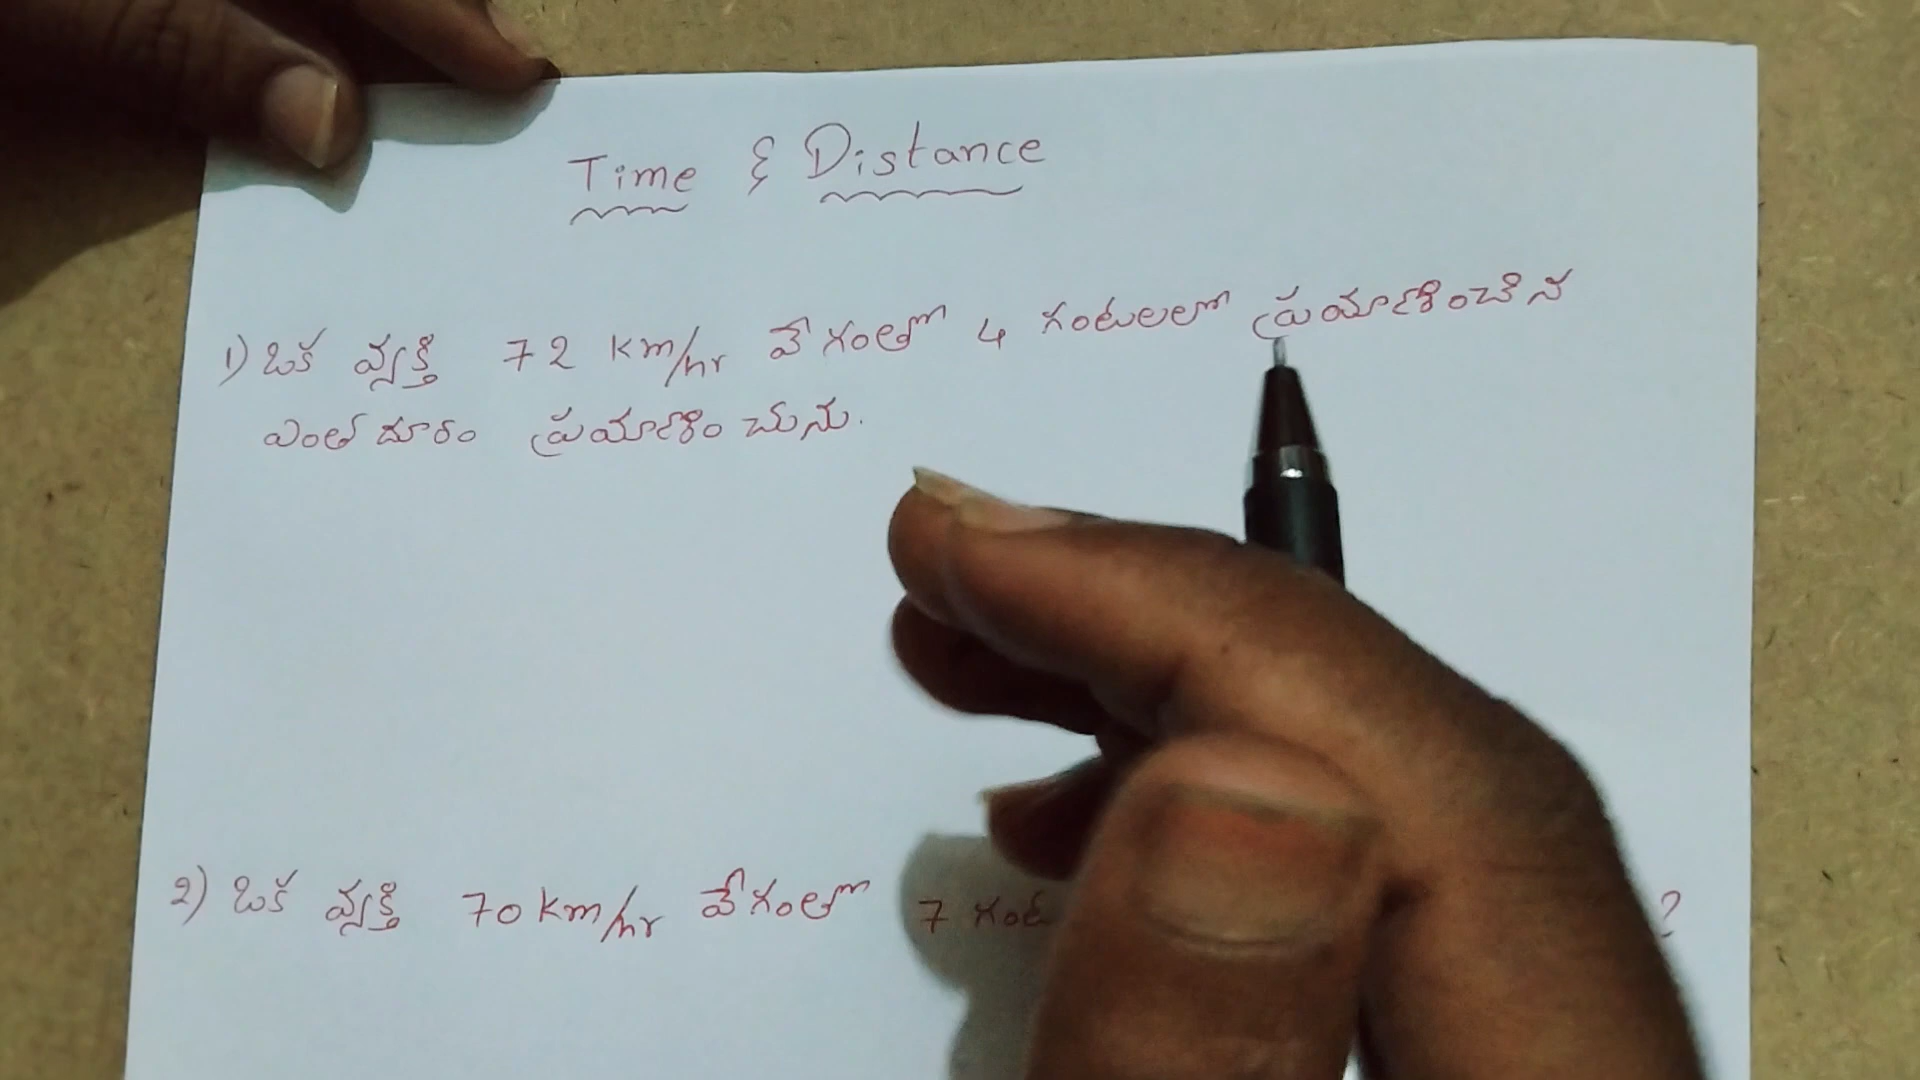 Time & Distance
1) ఒక వ్యక్తి 72 km/hr వేగంతో 4 గంటలలో ప్రయాణించిన
ఎంత దూరం ప్రయాణించును.
2) ఒక వ్యక్తి 70 km/hr వేగంతో 7 ?